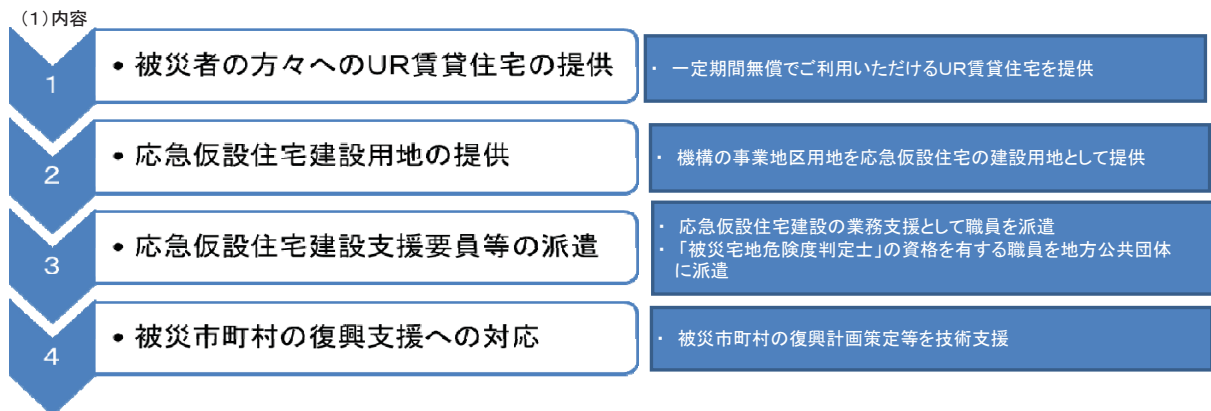 (1)内容
1
• 被災者の方々へのUR賃貸住宅の提供
・ 一定期間無償でご利用いただけるUR賃貸住宅を提供
2
• 応急仮設住宅建設用地の提供
・ 機構の事業地区用地を応急仮設住宅の建設用地として提供
3
• 応急仮設住宅建設支援要員等の派遣
・ 応急仮設住宅建設の業務支援として職員を派遣
・ 「被災宅地危険度判定士」の資格を有する職員を地方公共団体
に派遣
4
• 被災市町村の復興支援への対応
・ 被災市町村の復興計画策定等を技術支援